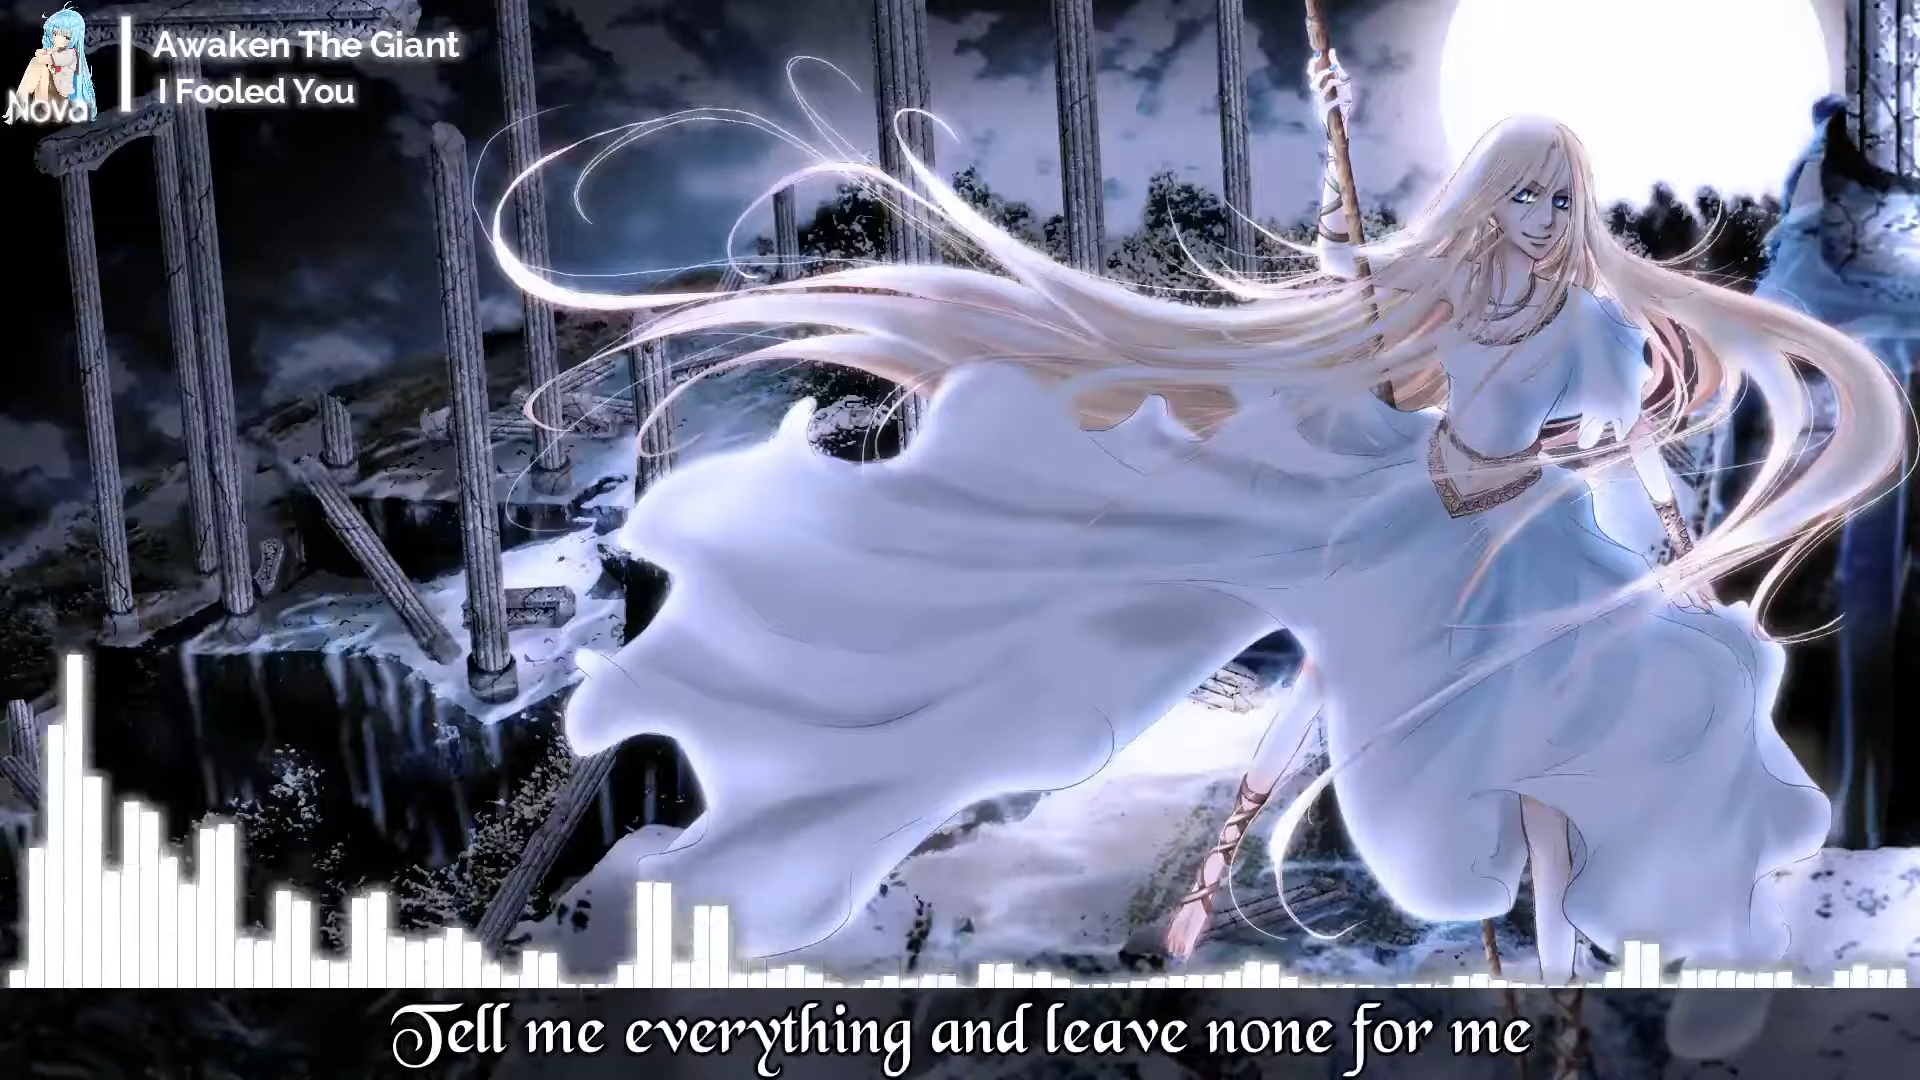 Awaken The Giant
I Fooled You
Nova
Tell me everything and leave none for me